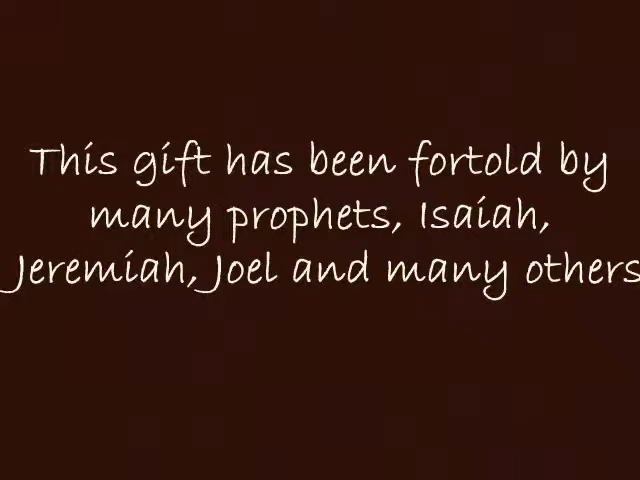 This gift has been fortold by
many prophets, Isaiah,
Jeremiah, Joel and many others